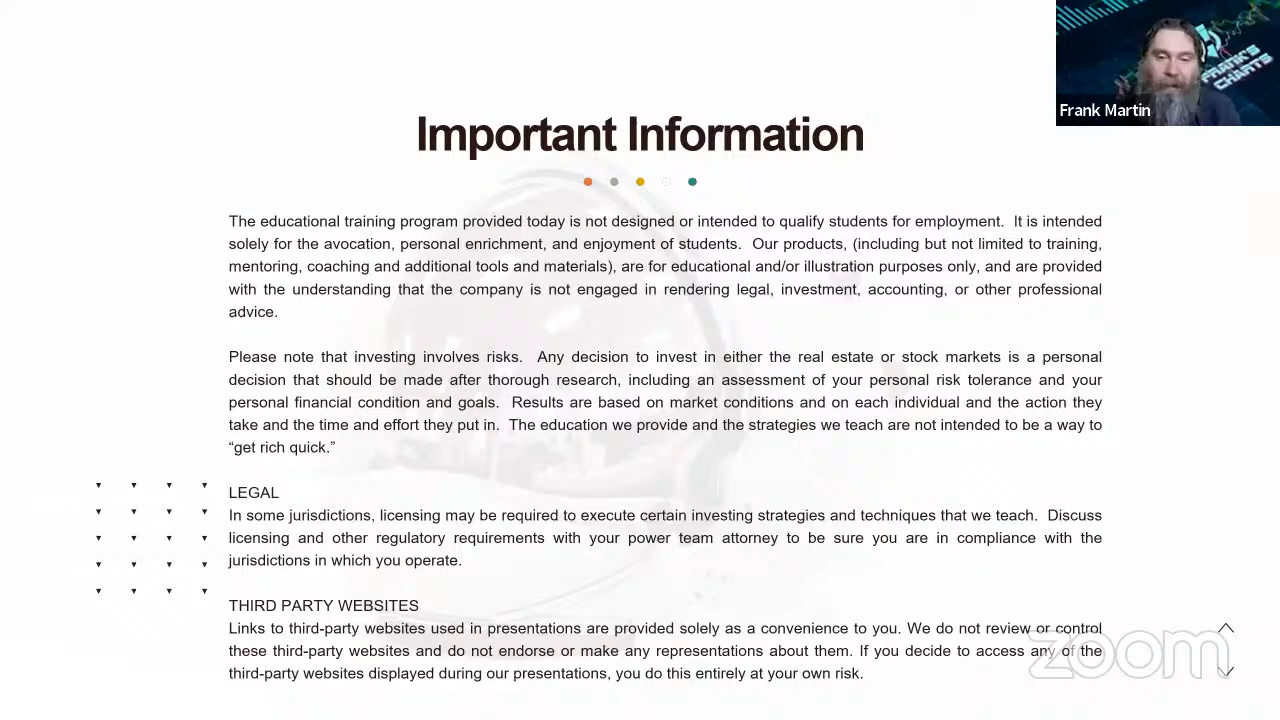 FRANK'S
CHARTS
Frank Martin
Important Information
The educational training program provided today is not designed or intended to qualify students for employment.  It is intended
solely for the avocation, personal enrichment, and enjoyment of students.  Our products, (including but not limited to training,
mentoring, coaching and additional tools and materials), are for educational and/or illustration purposes only, and are provided
with the understanding that the company is not engaged in rendering legal, investment, accounting, or other professional
advice.
Please note that investing involves risks.  Any decision to invest in either the real estate or stock markets is a personal
decision that should be made after thorough research, including an assessment of your personal risk tolerance and your
personal financial condition and goals.  Results are based on market conditions and on each individual and the action they
take and the time and effort they put in.  The education we provide and the strategies we teach are not intended to be a way to
“get rich quick.”
LEGAL
In some jurisdictions, licensing may be required to execute certain investing strategies and techniques that we teach.  Discuss
licensing and other regulatory requirements with your power team attorney to be sure you are in compliance with the
jurisdictions in which you operate.
THIRD PARTY WEBSITES
Links to third-party websites used in presentations are provided solely as a convenience to you. We do not review or control
these third-party websites and do not endorse or make any representations about them. If you decide to access any of the
third-party websites displayed during our presentations, you do this entirely at your own risk.
zoom